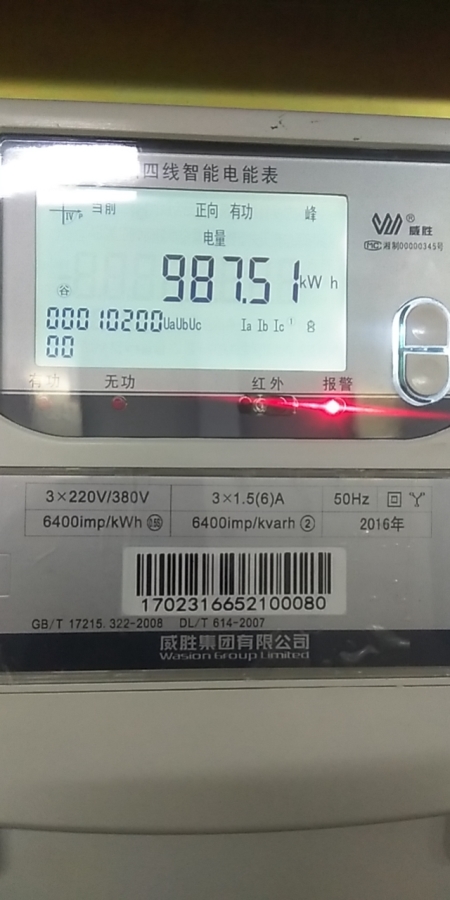 四线智能电能表
当前 正向 有功 峰
电量
987.51 kW h
谷
00010200 UaUbUc Ia Ib Ic
00
威胜®
MC 湘制00000345号
有功 无功 红外 报警
3×220V/380V 3×1.5(6)A 50Hz
6400imp/kWh 6400imp/kvarh ② 2016年
1702316652100080
GB/T 17215.322-2008 DL/T 614-2007
威胜集团有限公司
Wasion Group Limited